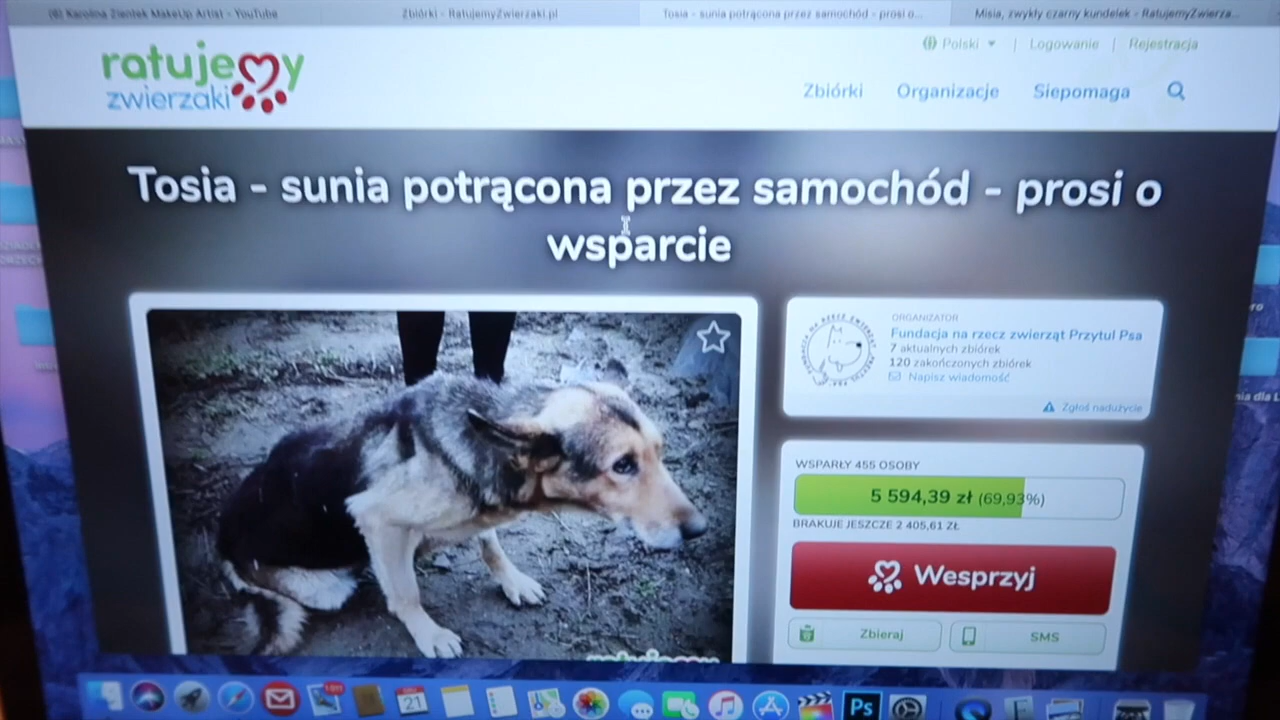 (6) Karolina Zientek MakeUp Artist - YouTube
Zbiórki - RatujemyZwierzaki.pl
Tosia - sunia potrącona przez samochód - prosi o...
Misia, zwykły czarny kundelek - RatujemyZwierza...
ratujemy
zwierzaki
Polski
Logowanie
Rejestracja
Zbiórki
Organizacje
Siepomaga
Tosia - sunia potrącona przez samochód - prosi o
wsparcie
ORGANIZATOR
Fundacja na rzecz zwierząt Przytul Psa
7 aktualnych zbiórek
120 zakończonych zbiórek
Napisz wiadomość
Zgłoś nadużycie
WSPARŁY 455 OSOBY
5 594,39 zł (69,93%)
BRAKUJE JESZCZE 2 405,61 ZŁ
Wesprzyj
Zbieraj
SMS
21
Ps